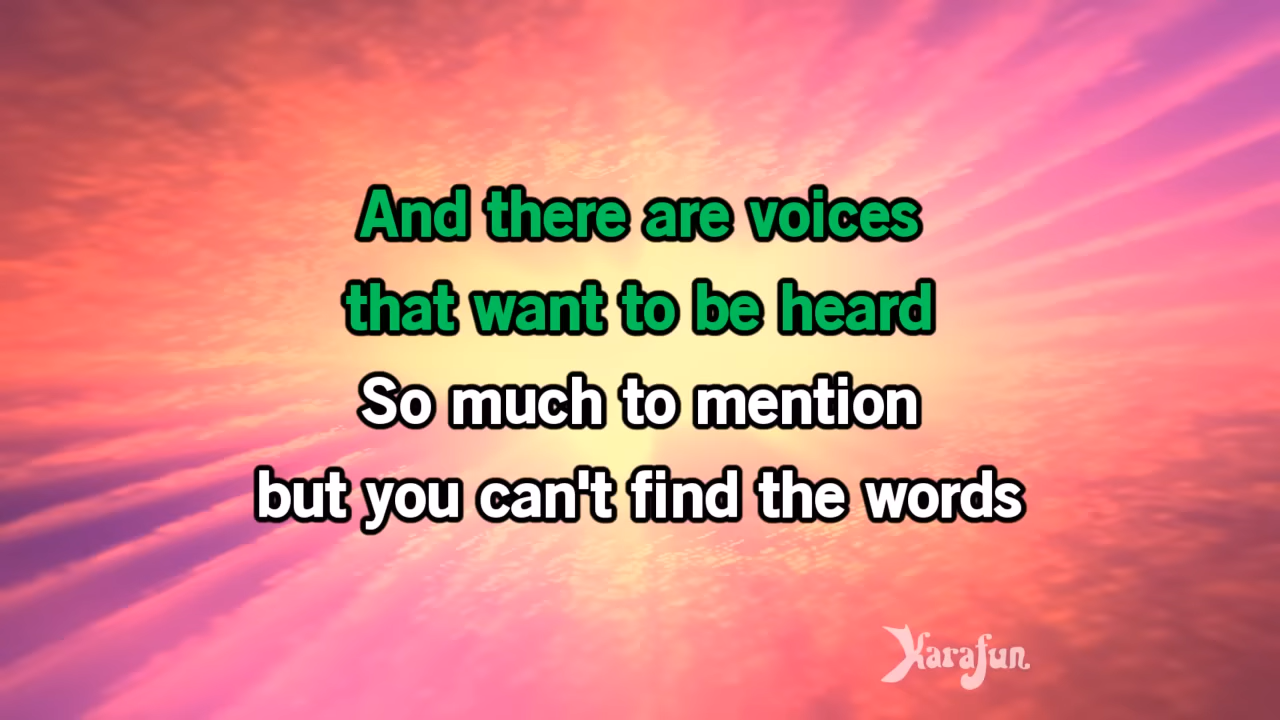 And there are voices
that want to be heard
So much to mention
but you can't find the words
Karafun